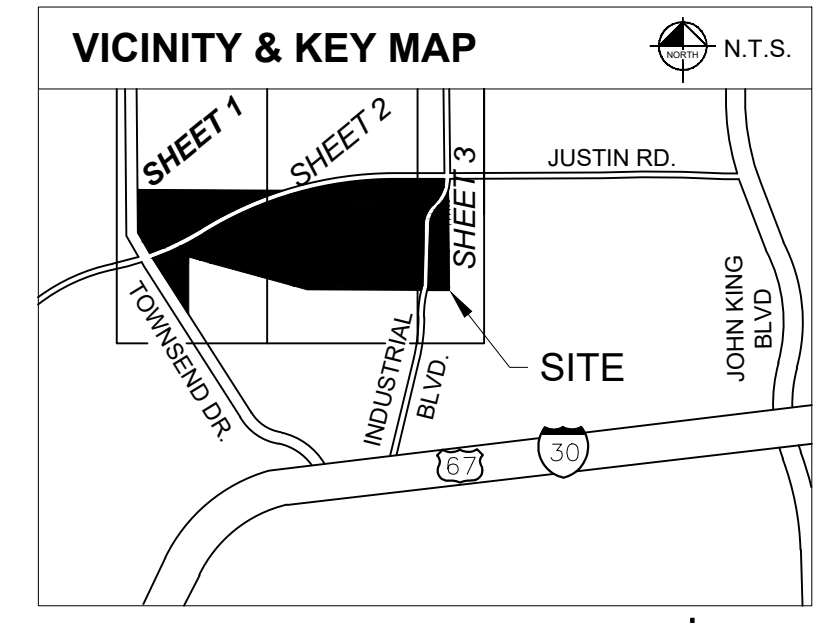 VICINITY & KEY MAP
NORTH
N.T.S.
SHEET 1
SHEET 2
SHEET 3
JUSTIN RD.
TOWNSEND DR.
INDUSTRIAL
BLVD.
SITE
JOHN KING
BLVD
67
30